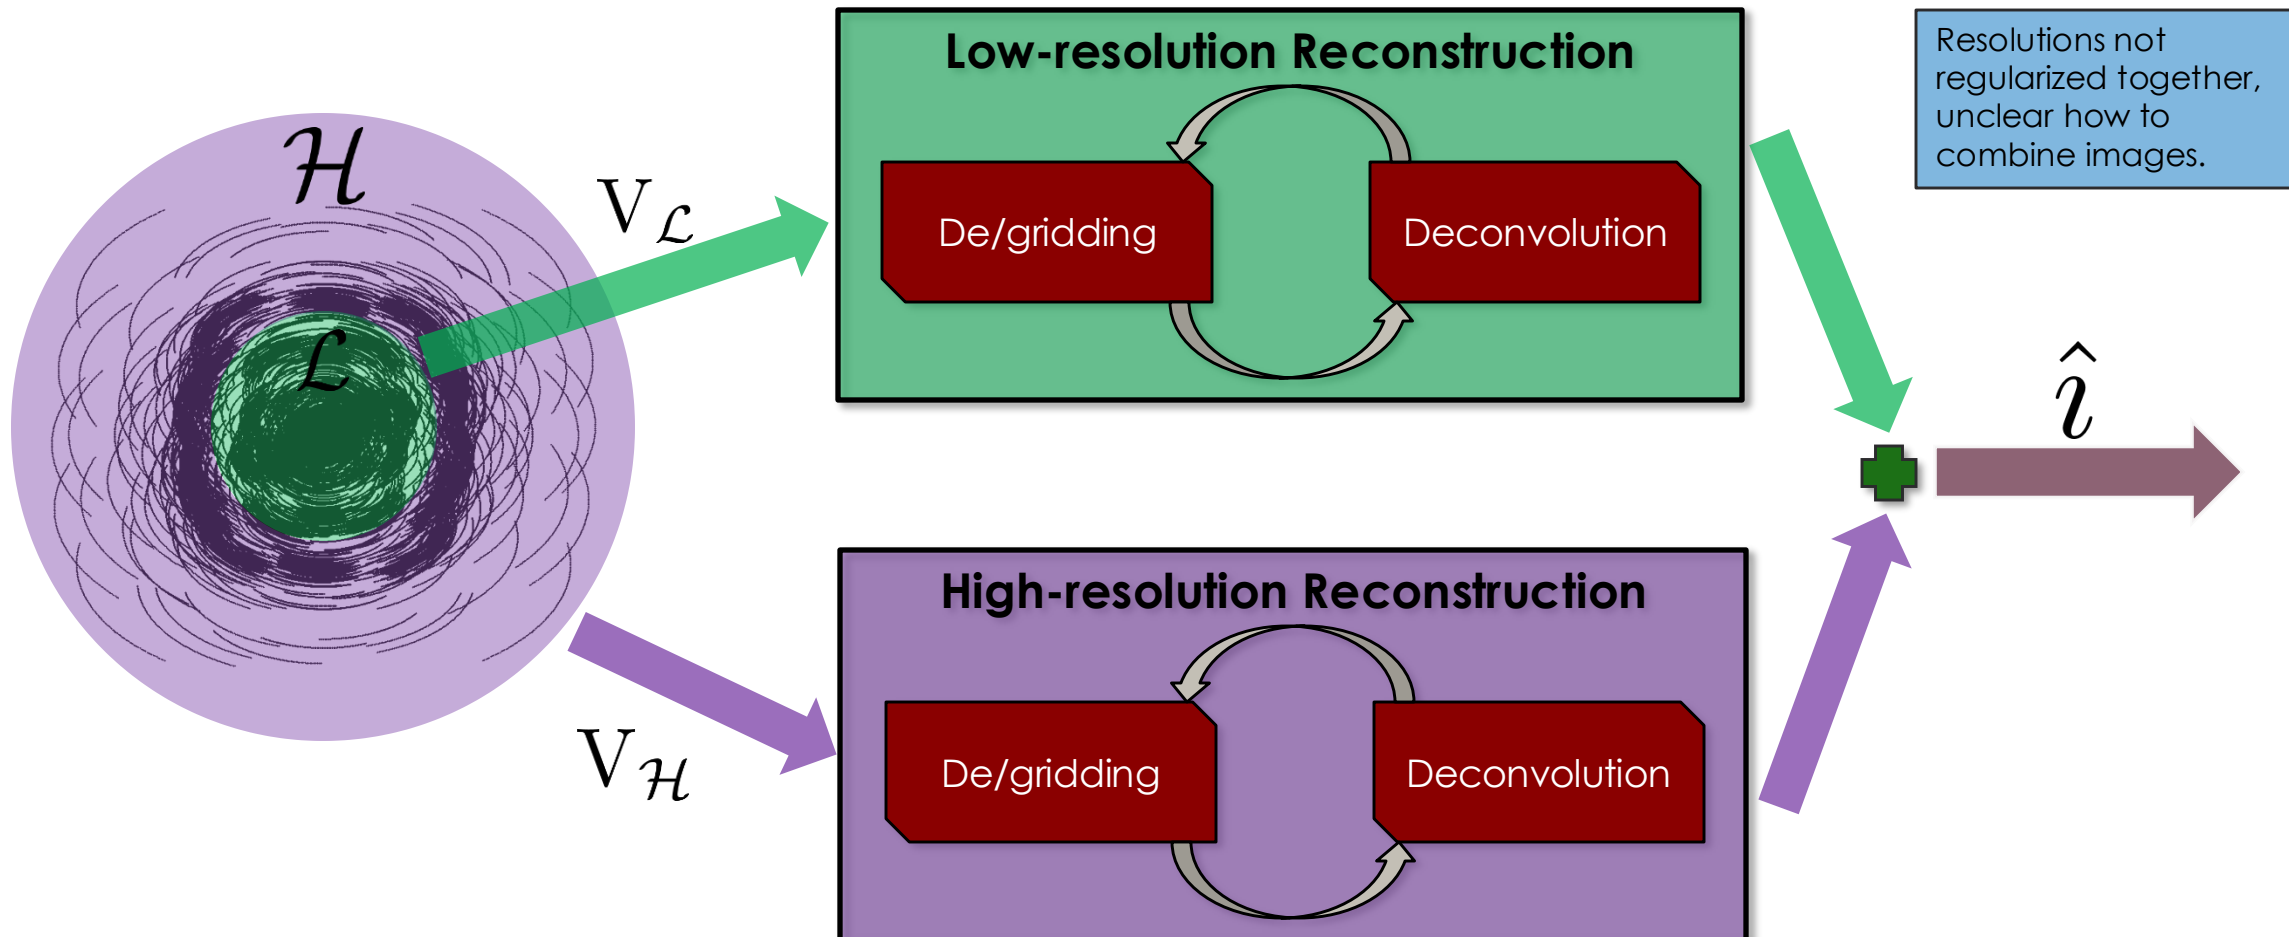 Low-resolution Reconstruction
De/gridding
Deconvolution
Resolutions not
regularized together,
unclear how to
combine images.
ℋ
ℒ
V_ℒ
î
High-resolution Reconstruction
De/gridding
Deconvolution
V_ℋ